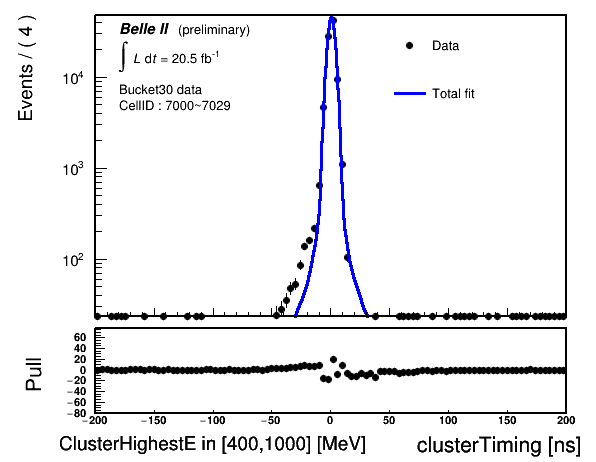 Belle II (preliminary)
∫ L dt = 20.5 fb⁻¹
Bucket30 data
CellID : 7000~7029
Data
Total fit
Events / ( 4 )
10⁴
10³
10²
Pull
60
40
20
0
−20
−40
−60
−80
−200 −150 −100 −50 0 50 100 150 200
ClusterHighestE in [400,1000] [MeV] clusterTiming [ns]